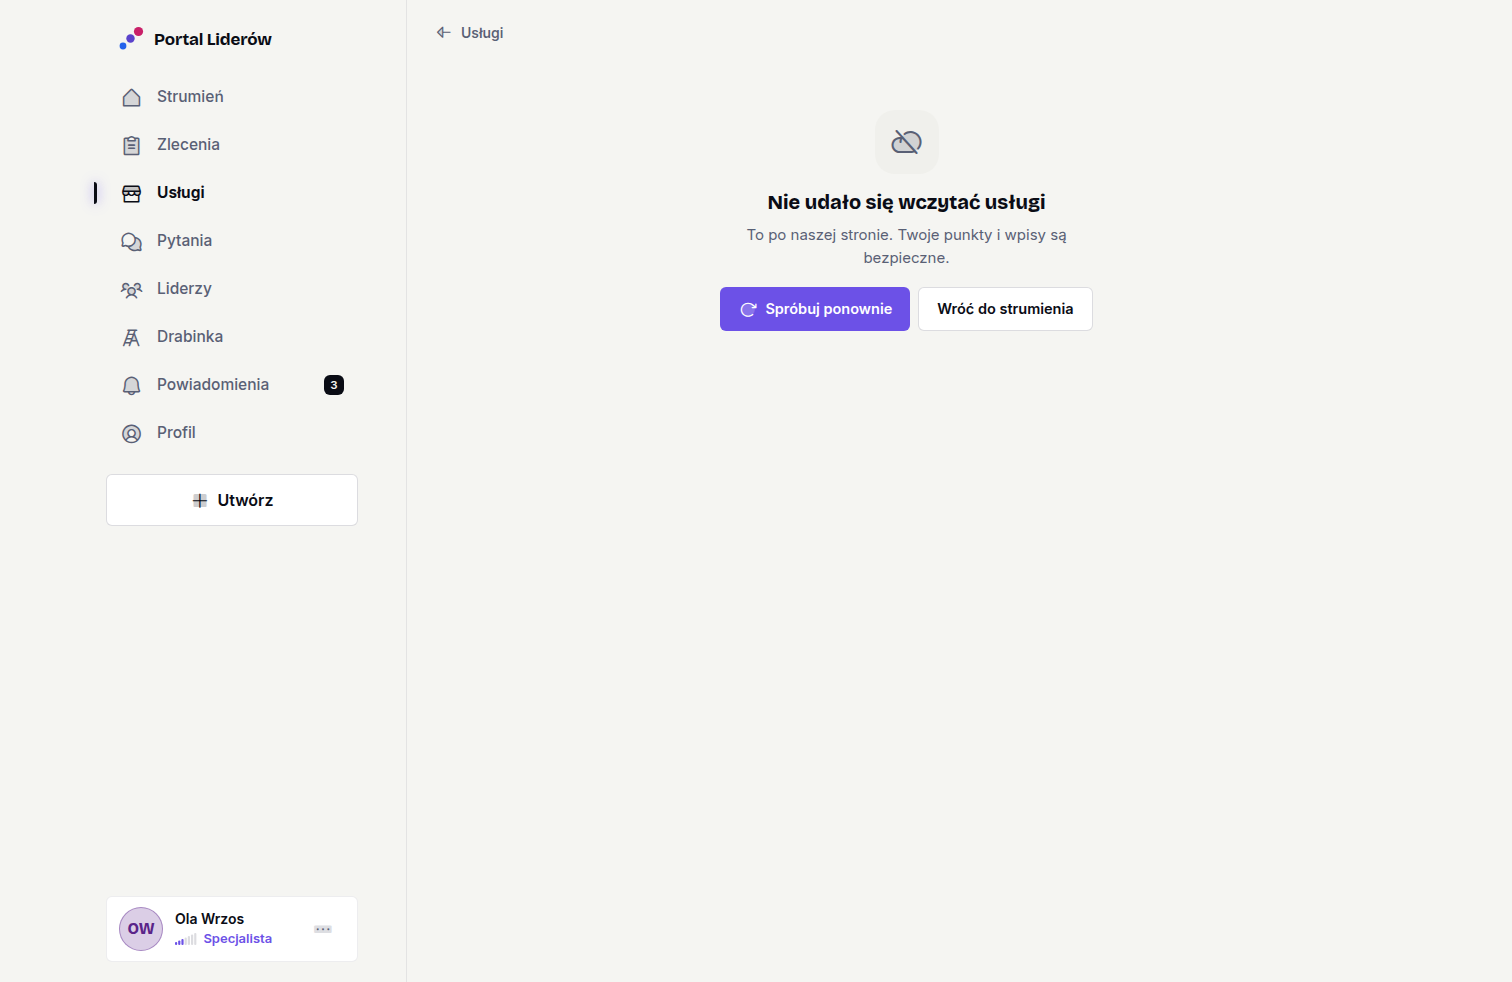 Portal Liderów
Strumień
Zlecenia
Usługi
Pytania
Liderzy
Drabinka
Powiadomienia 3
Profil
Utwórz
OW
Ola Wrzos
Specjalista
Usługi
Nie udało się wczytać usługi
To po naszej stronie. Twoje punkty i wpisy są
bezpieczne.
Spróbuj ponownie
Wróć do strumienia